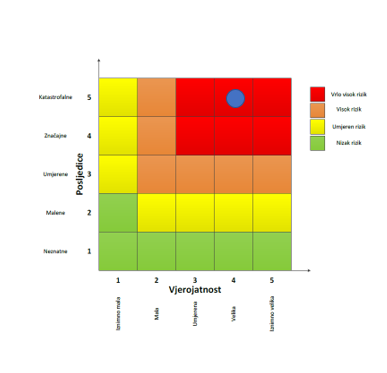 Katastrofalne 5
Značajne 4
Umjerene 3
Malene 2
Neznatne 1
Posljedice
1 2 3 4 5
Vjerojatnost
Iznimno mala
Mala
Umjerena
Velika
Iznimno velika
Vrlo visok rizik
Visok rizik
Umjeren rizik
Nizak rizik